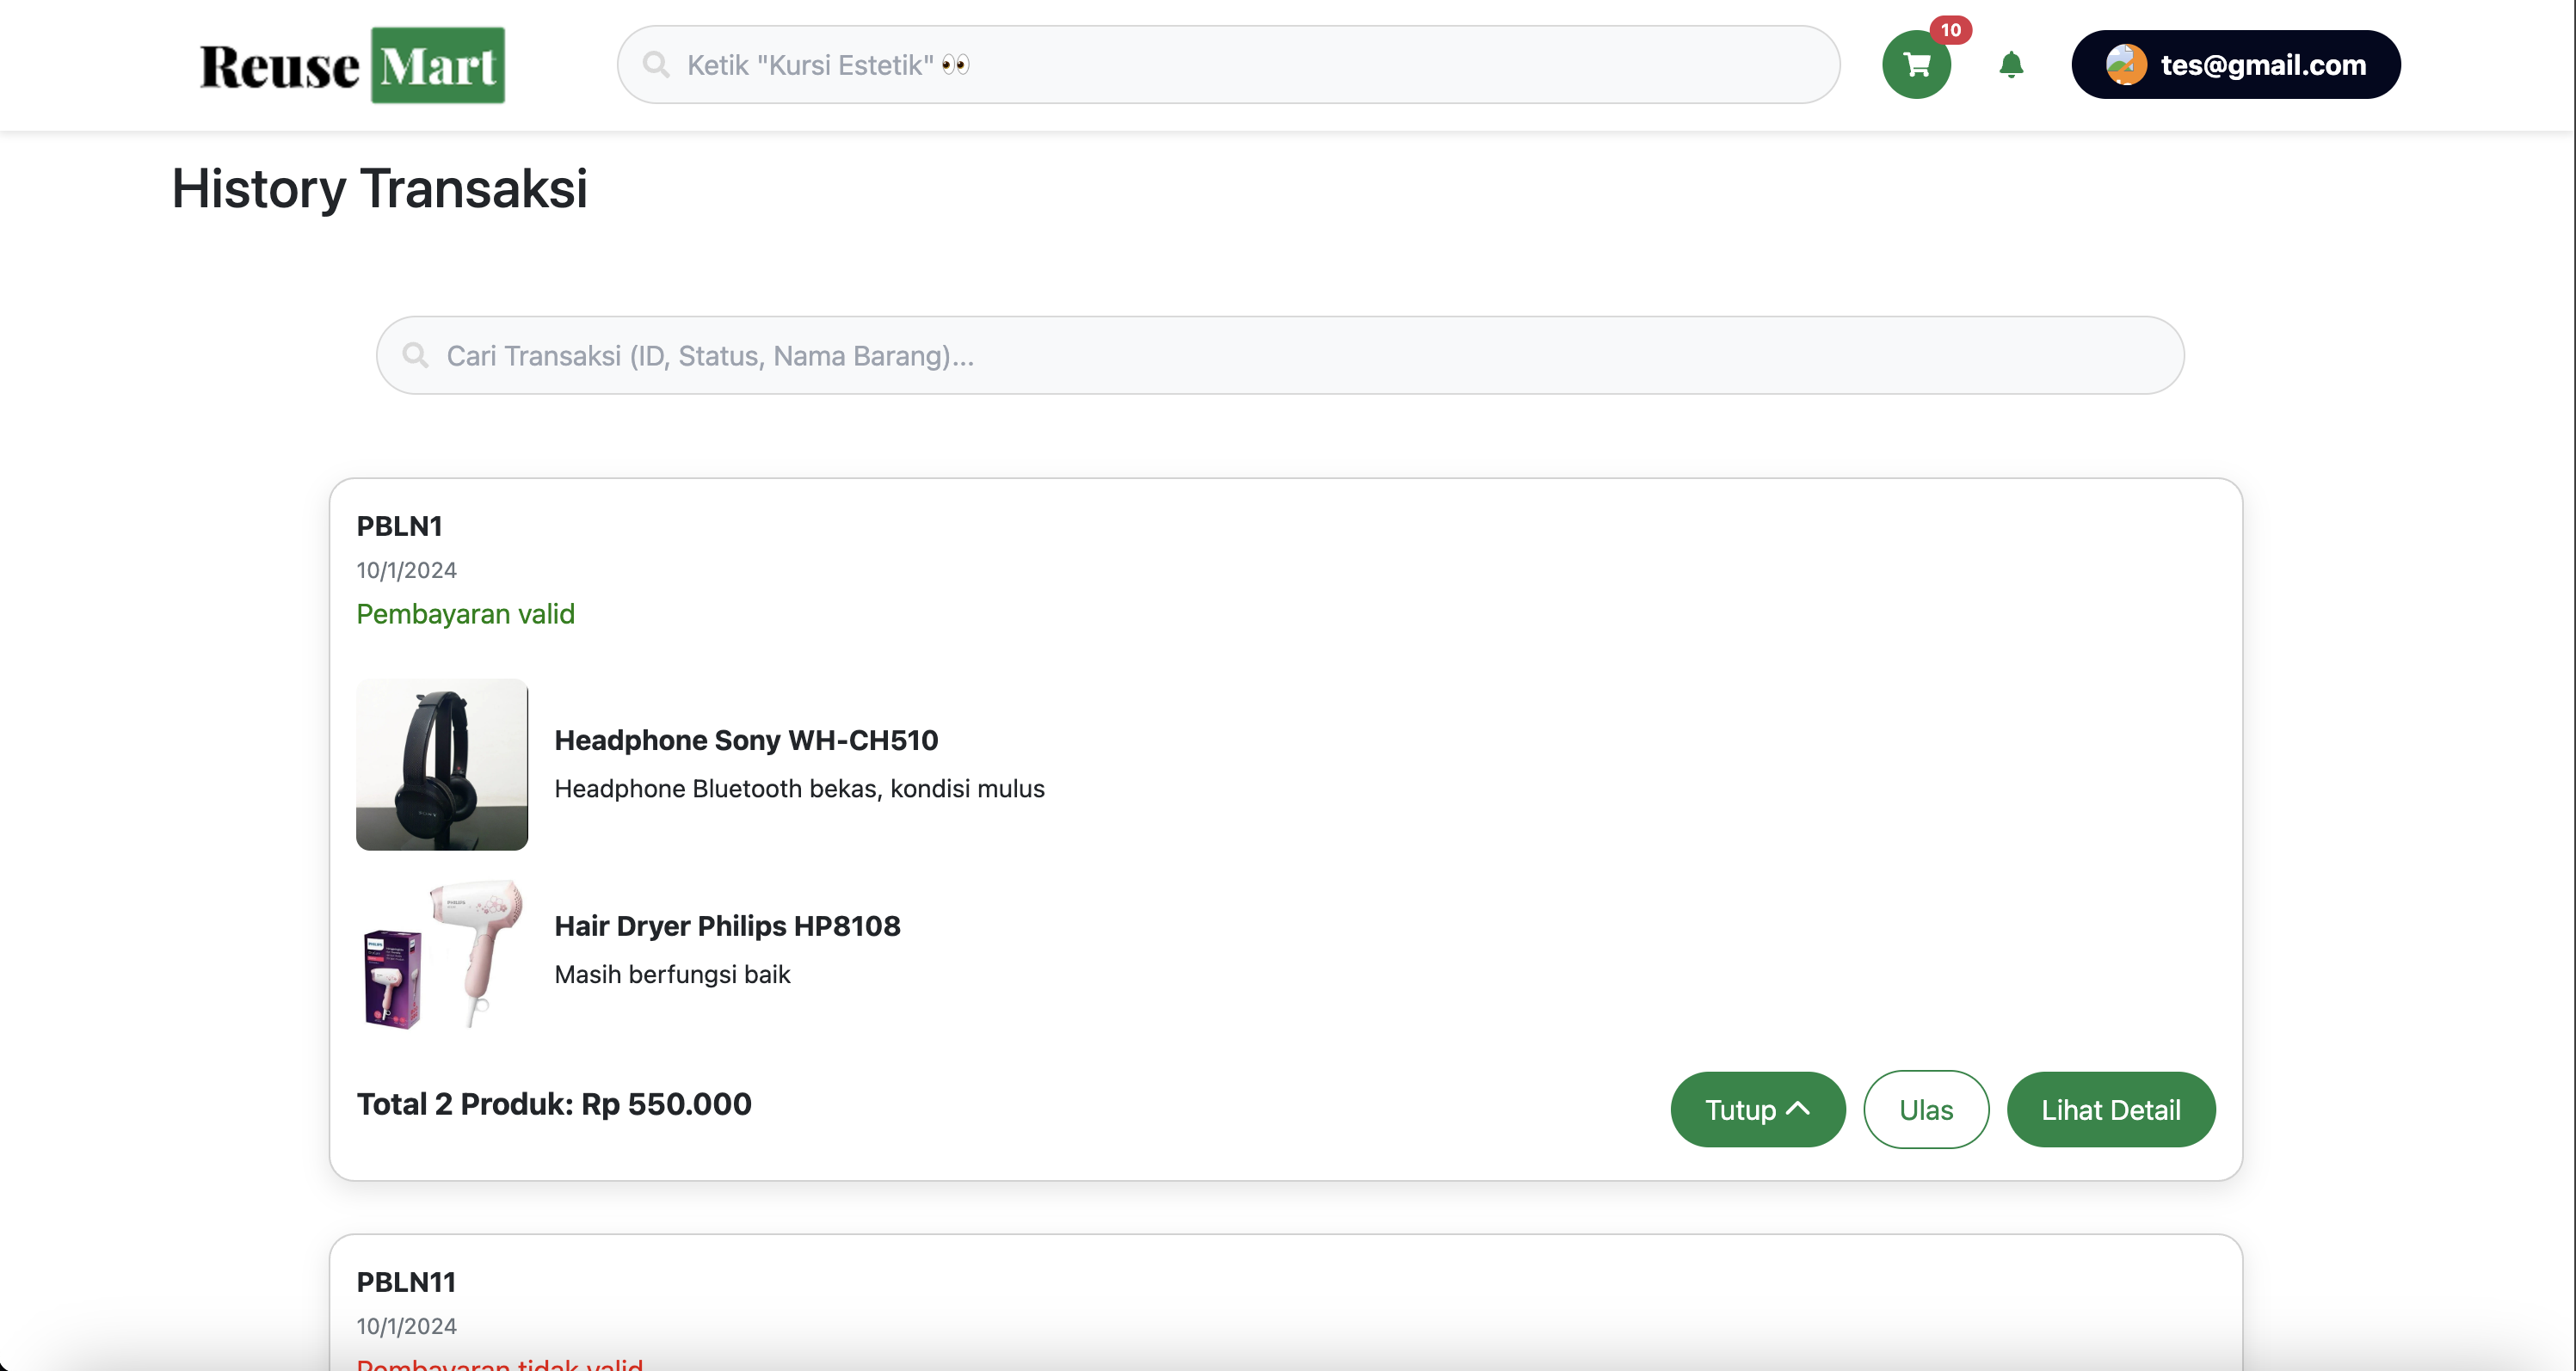 Reuse Mart
Ketik "Kursi Estetik" 👀
10
tes@gmail.com
History Transaksi
Cari Transaksi (ID, Status, Nama Barang)...
PBLN1
10/1/2024
Pembayaran valid
SONY
Headphone Sony WH-CH510
Headphone Bluetooth bekas, kondisi mulus
PHILIPS
Hair Dryer Philips HP8108
Masih berfungsi baik
Total 2 Produk: Rp 550.000
Tutup
Ulas
Lihat Detail
PBLN11
10/1/2024
Pembayaran tidak valid